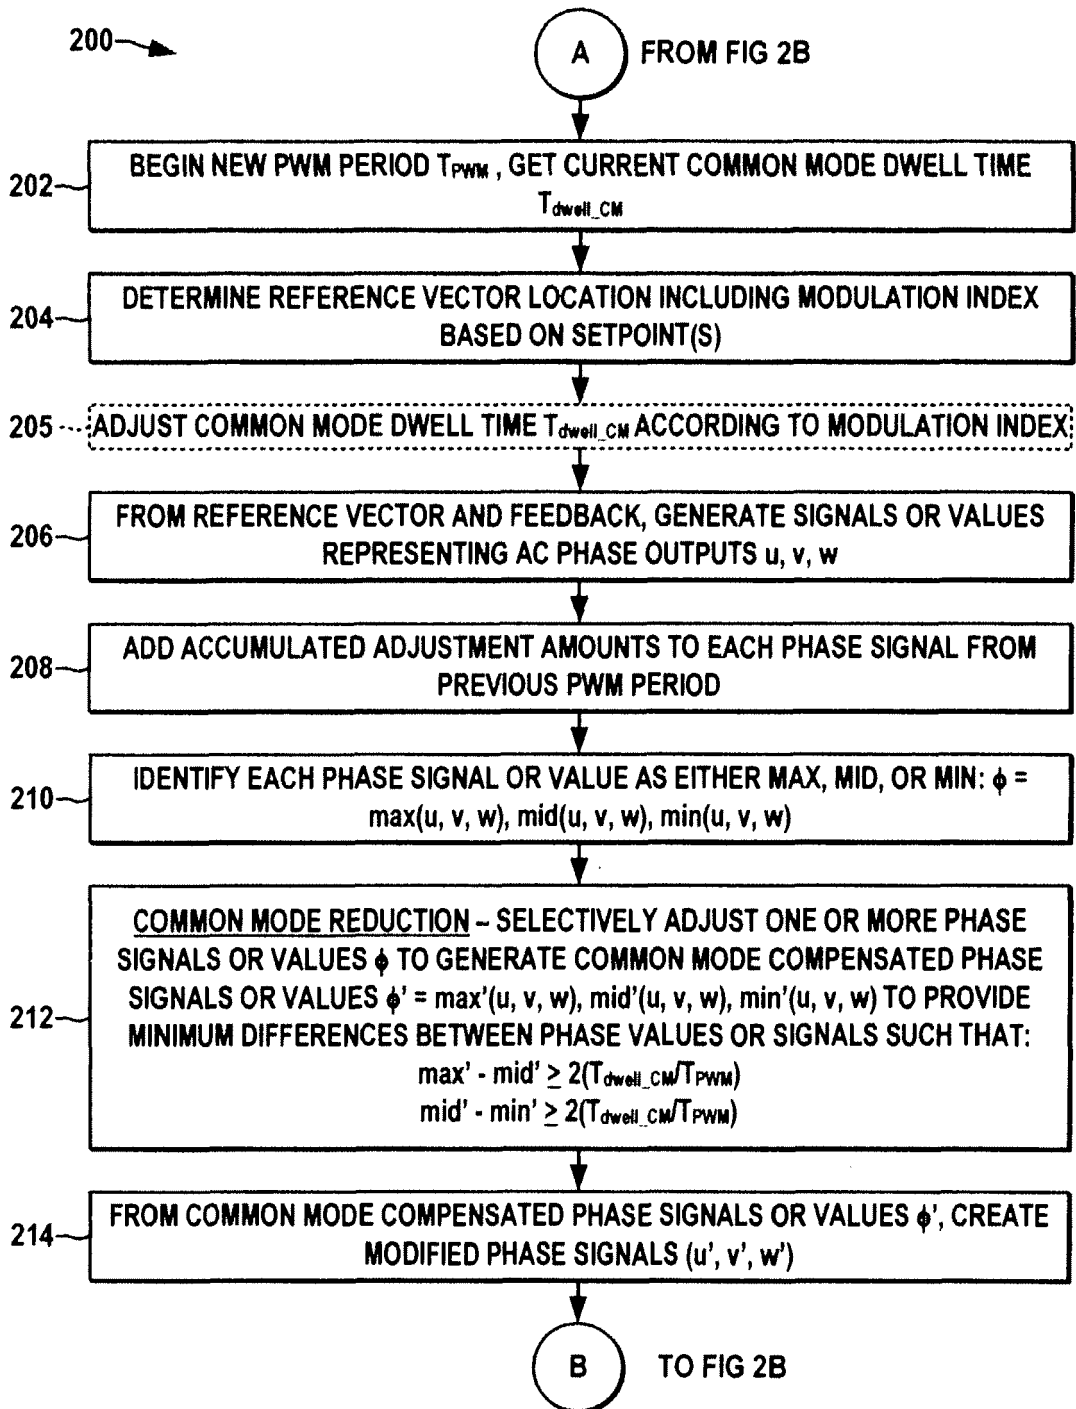 200
A FROM FIG 2B
202 BEGIN NEW PWM PERIOD T_PWM , GET CURRENT COMMON MODE DWELL TIME
T_dwell_CM
204 DETERMINE REFERENCE VECTOR LOCATION INCLUDING MODULATION INDEX
BASED ON SETPOINT(S)
205 ADJUST COMMON MODE DWELL TIME T_dwell_CM ACCORDING TO MODULATION INDEX
206 FROM REFERENCE VECTOR AND FEEDBACK, GENERATE SIGNALS OR VALUES
REPRESENTING AC PHASE OUTPUTS u, v, w
208 ADD ACCUMULATED ADJUSTMENT AMOUNTS TO EACH PHASE SIGNAL FROM
PREVIOUS PWM PERIOD
210 IDENTIFY EACH PHASE SIGNAL OR VALUE AS EITHER MAX, MID, OR MIN: ϕ =
max(u, v, w), mid(u, v, w), min(u, v, w)
COMMON MODE REDUCTION – SELECTIVELY ADJUST ONE OR MORE PHASE
SIGNALS OR VALUES ϕ TO GENERATE COMMON MODE COMPENSATED PHASE
SIGNALS OR VALUES ϕ' = max'(u, v, w), mid'(u, v, w), min'(u, v, w) TO PROVIDE
212 MINIMUM DIFFERENCES BETWEEN PHASE VALUES OR SIGNALS SUCH THAT:
max' - mid' ≥ 2(T_dwell_CM/T_PWM)
mid' - min' ≥ 2(T_dwell_CM/T_PWM)
214 FROM COMMON MODE COMPENSATED PHASE SIGNALS OR VALUES ϕ', CREATE
MODIFIED PHASE SIGNALS (u', v', w')
B TO FIG 2B